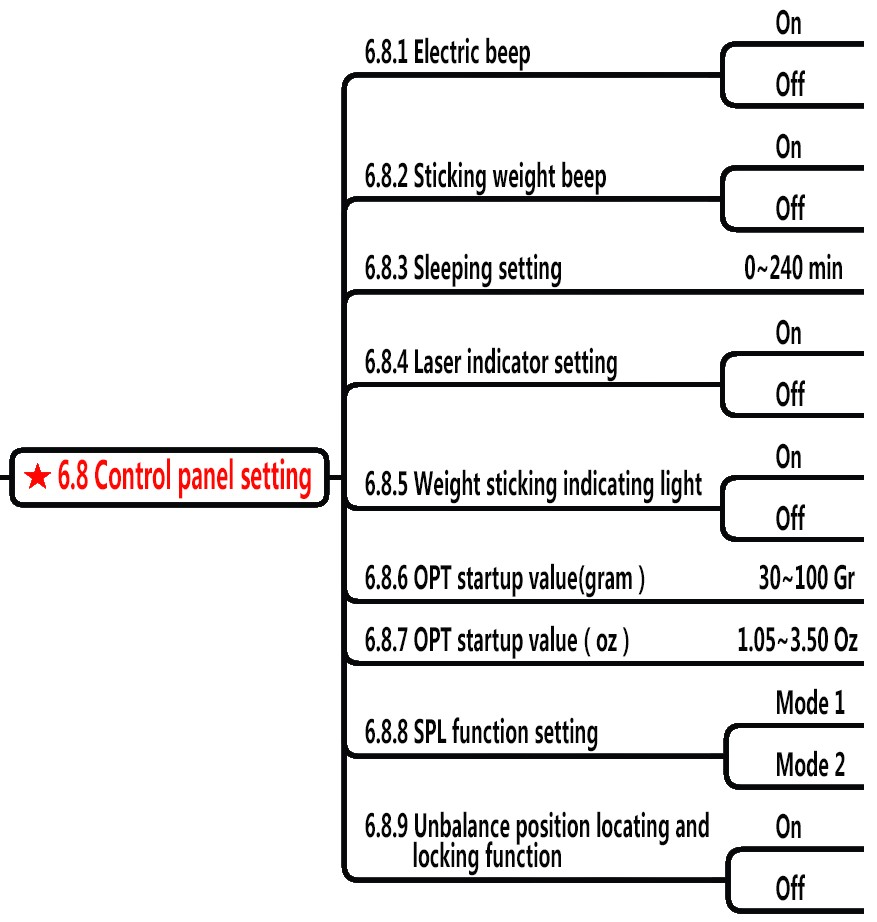 ★ 6.8 Control panel setting
6.8.1 Electric beep
On
Off
6.8.2 Sticking weight beep
On
Off
6.8.3 Sleeping setting
0~240 min
6.8.4 Laser indicator setting
On
Off
6.8.5 Weight sticking indicating light
On
Off
6.8.6 OPT startup value(gram )
30~100 Gr
6.8.7 OPT startup value ( oz )
1.05~3.50 Oz
6.8.8 SPL function setting
Mode 1
Mode 2
6.8.9 Unbalance position locating and
locking function
On
Off